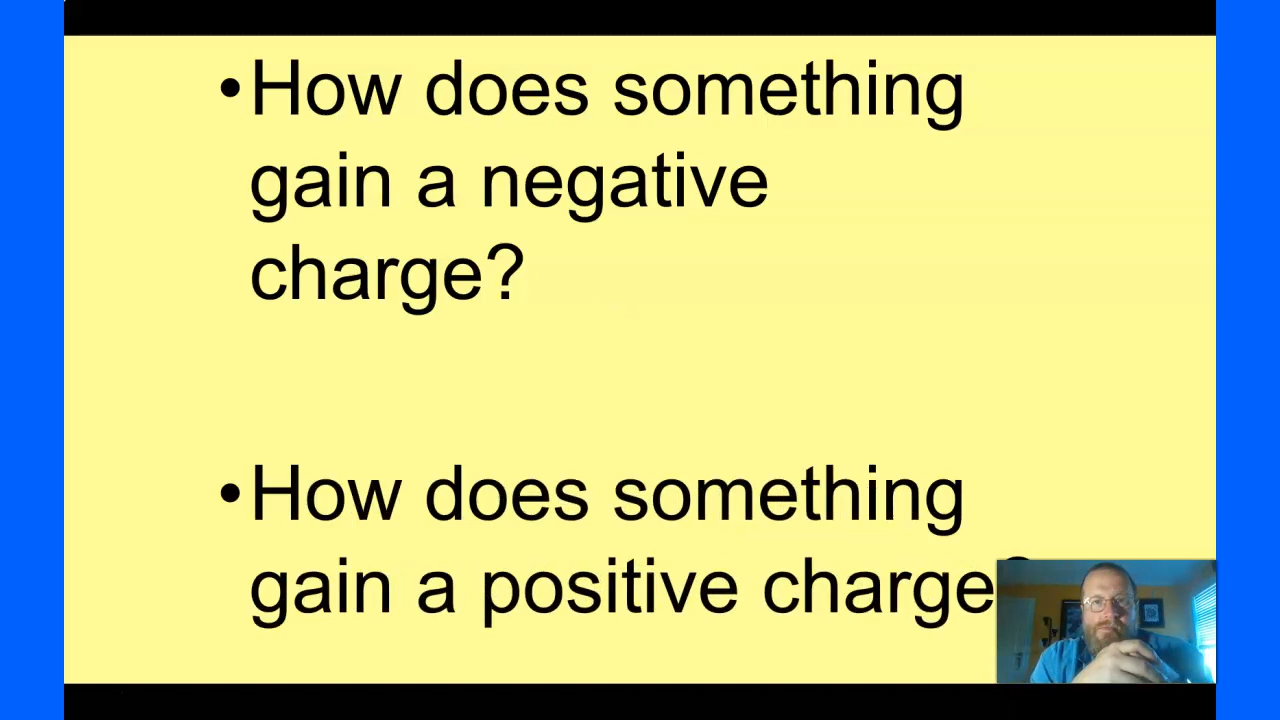 •How does something
gain a negative
charge?
•How does something
gain a positive charge?